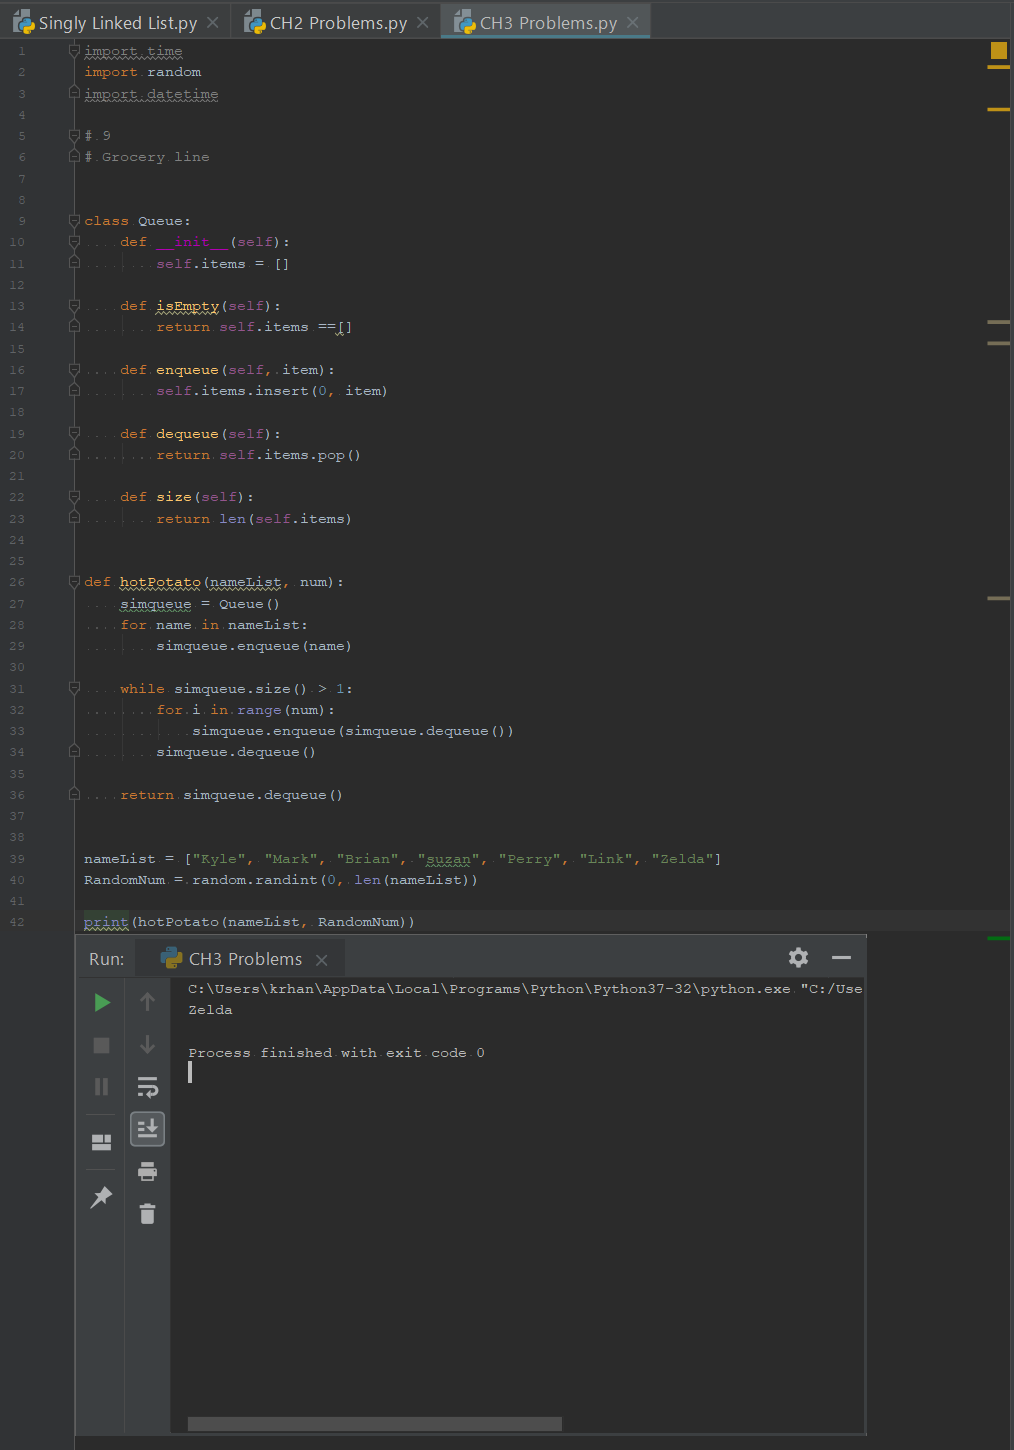 Singly Linked List.py CH2 Problems.py CH3 Problems.py
1 import time
2 import random
3 import datetime
4
5 # 9
6 # Grocery line
7
8
9 class Queue:
10 def __init__(self):
11 self.items = []
12
13 def isEmpty(self):
14 return self.items ==[]
15
16 def enqueue(self, item):
17 self.items.insert(0, item)
18
19 def dequeue(self):
20 return self.items.pop()
21
22 def size(self):
23 return len(self.items)
24
25
26 def hotPotato(nameList, num):
27 simqueue = Queue()
28 for name in nameList:
29 simqueue.enqueue(name)
30
31 while simqueue.size() > 1:
32 for i in range(num):
33 simqueue.enqueue(simqueue.dequeue())
34 simqueue.dequeue()
35
36 return simqueue.dequeue()
37
38
39 nameList = ["Kyle", "Mark", "Brian", "suzan", "Perry", "Link", "Zelda"]
40 RandomNum = random.randint(0, len(nameList))
41
42 print(hotPotato(nameList, RandomNum))
Run: CH3 Problems
C:\Users\krhan\AppData\Local\Programs\Python\Python37-32\python.exe "C:/Use
Zelda
Process finished with exit code 0